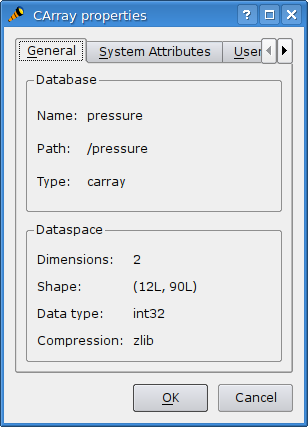 CArray properties
General System Attributes User
Database
Name: pressure
Path: /pressure
Type: carray
Dataspace
Dimensions: 2
Shape: (12L, 90L)
Data type: int32
Compression: zlib
OK Cancel